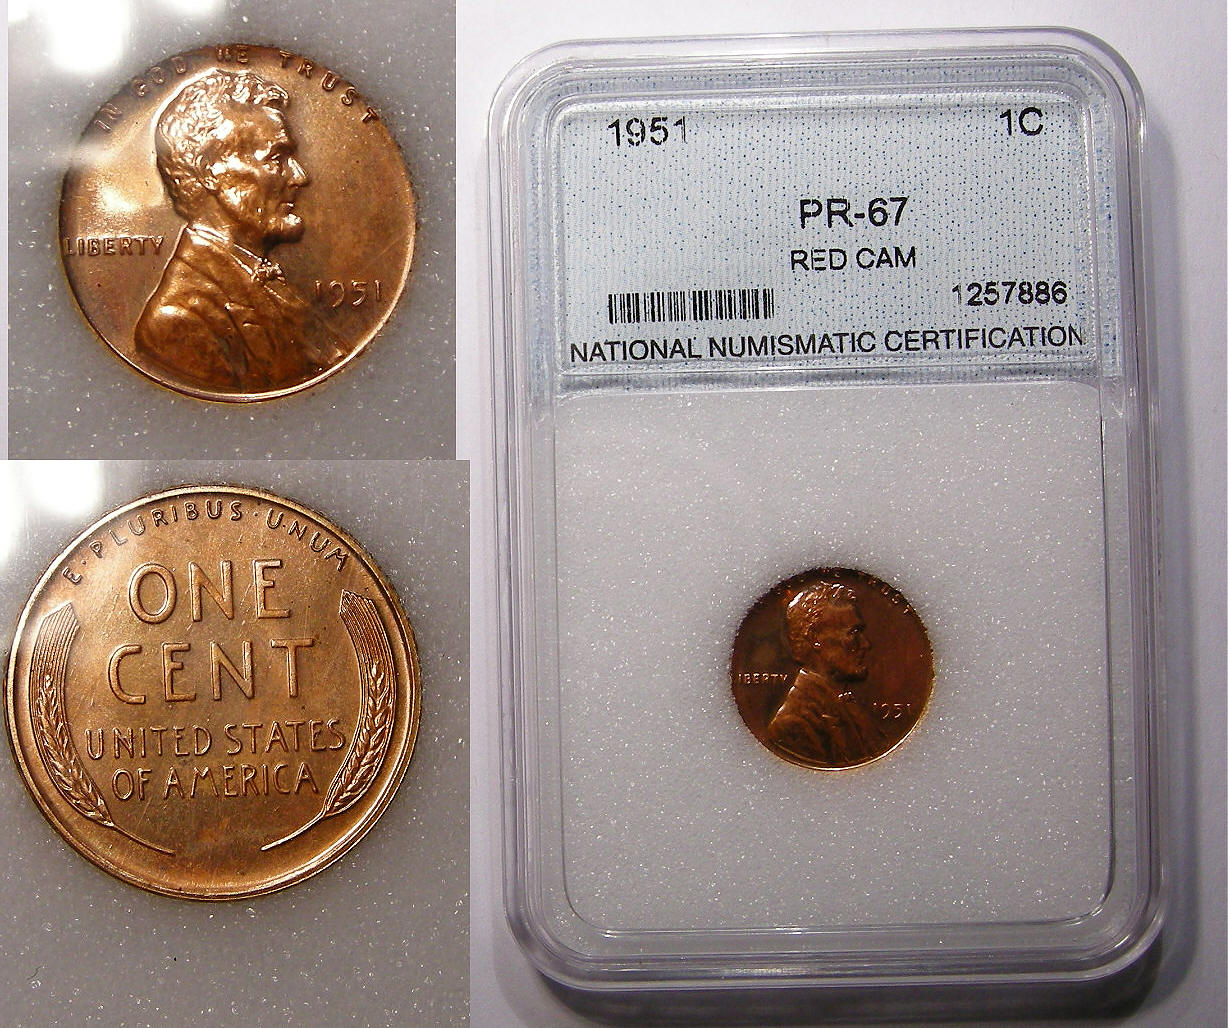 IN GOD WE TRUST
LIBERTY
1951
E·PLURIBUS·UNUM
ONE
CENT
UNITED STATES
OF AMERICA
1951 1C
PR-67
RED CAM
1257886
NATIONAL NUMISMATIC CERTIFICATION
LIBERTY
1951